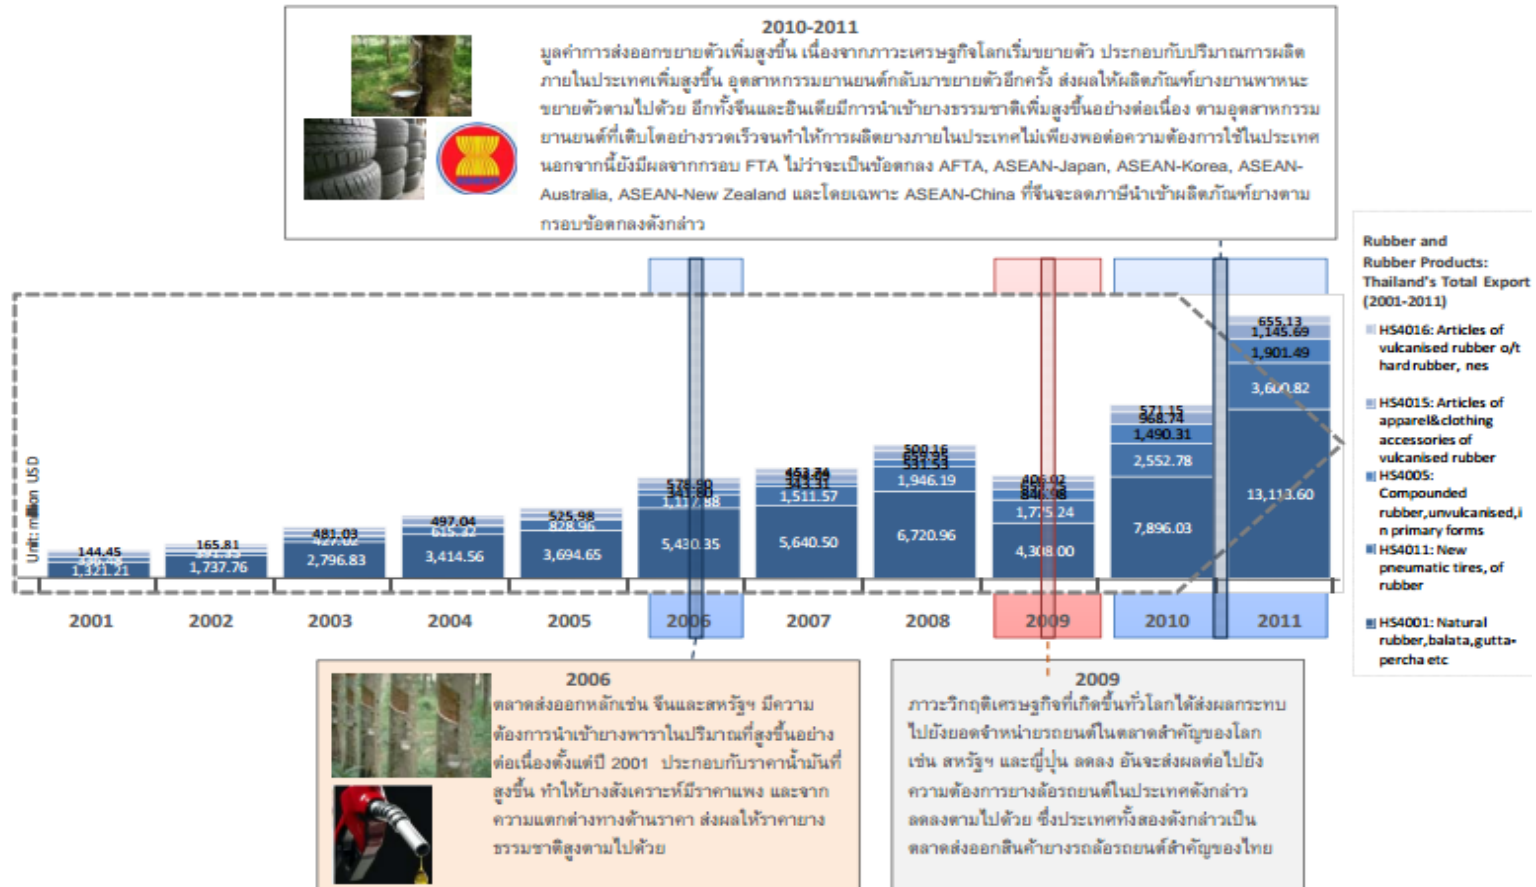 2010-2011
มูลค่าการส่งออกขยายตัวเพิ่มสูงขึ้น เนื่องจากภาวะเศรษฐกิจโลกเริ่มขยายตัว ประกอบกับปริมาณการผลิต
ภายในประเทศเพิ่มสูงขึ้น อุตสาหกรรมยานยนต์กลับมาขยายตัวอีกครั้ง ส่งผลให้ผลิตภัณฑ์ยางยานพาหนะ
ขยายตัวตามไปด้วย อีกทั้งจีนและอินเดียมีการนำเข้ายางธรรมชาติเพิ่มสูงขึ้นอย่างต่อเนื่อง ตามอุตสาหกรรม
ยานยนต์ที่เติบโตอย่างรวดเร็วจนทำให้การผลิตยางภายในประเทศไม่เพียงพอต่อความต้องการใช้ในประเทศ
นอกจากนี้ยังมีผลจากกรอบ FTA ไม่ว่าจะเป็นข้อตกลง AFTA, ASEAN-Japan, ASEAN-Korea, ASEAN-
Australia, ASEAN-New Zealand และโดยเฉพาะ ASEAN-China ที่จีนจะลดภาษีนำเข้าผลิตภัณฑ์ยางตาม
กรอบข้อตกลงดังกล่าว
Rubber and
Rubber Products:
Thailand's Total Export
(2001-2011)
HS4016: Articles of
vulcanised rubber o/t
hard rubber, nes
HS4015: Articles of
apparel&clothing
accessories of
vulcanised rubber
HS4005:
Compounded
rubber,unvulcanised,i
n primary forms
HS4011: New
pneumatic tires, of
rubber
HS4001: Natural
rubber,balata,gutta-
percha etc
Unit: million USD
144.45
1,321.21
165.81
1,737.76
481.03
427.02
2,796.83
497.04
615.32
3,414.56
525.98
828.96
3,694.65
578.90
341.60
1,117.88
5,430.35
453.74
343.31
1,511.57
5,640.50
500.16
659.95
531.53
1,946.19
6,720.96
406.02
659.75
846.98
1,775.24
4,308.00
571.15
968.74
1,490.31
2,552.78
7,896.03
655.13
1,145.69
1,901.49
3,600.82
13,113.60
2001 2002 2003 2004 2005 2006 2007 2008 2009 2010 2011
2006
ตลาดส่งออกหลักเช่น จีนและสหรัฐฯ มีความ
ต้องการนำเข้ายางพาราในปริมาณที่สูงขึ้นอย่าง
ต่อเนื่องตั้งแต่ปี 2001 ประกอบกับราคาน้ำมันที่
สูงขึ้น ทำให้ยางสังเคราะห์มีราคาแพง และจาก
ความแตกต่างทางด้านราคา ส่งผลให้ราคายาง
ธรรมชาติสูงตามไปด้วย
2009
ภาวะวิกฤติเศรษฐกิจที่เกิดขึ้นทั่วโลกได้ส่งผลกระทบ
ไปยังยอดจำหน่ายรถยนต์ในตลาดสำคัญของโลก
เช่น สหรัฐฯ และญี่ปุ่น ลดลง อันจะส่งผลต่อไปยัง
ความต้องการยางล้อรถยนต์ในประเทศดังกล่าว
ลดลงตามไปด้วย ซึ่งประเทศทั้งสองดังกล่าวเป็น
ตลาดส่งออกสินค้ายางรถล้อรถยนต์สำคัญของไทย